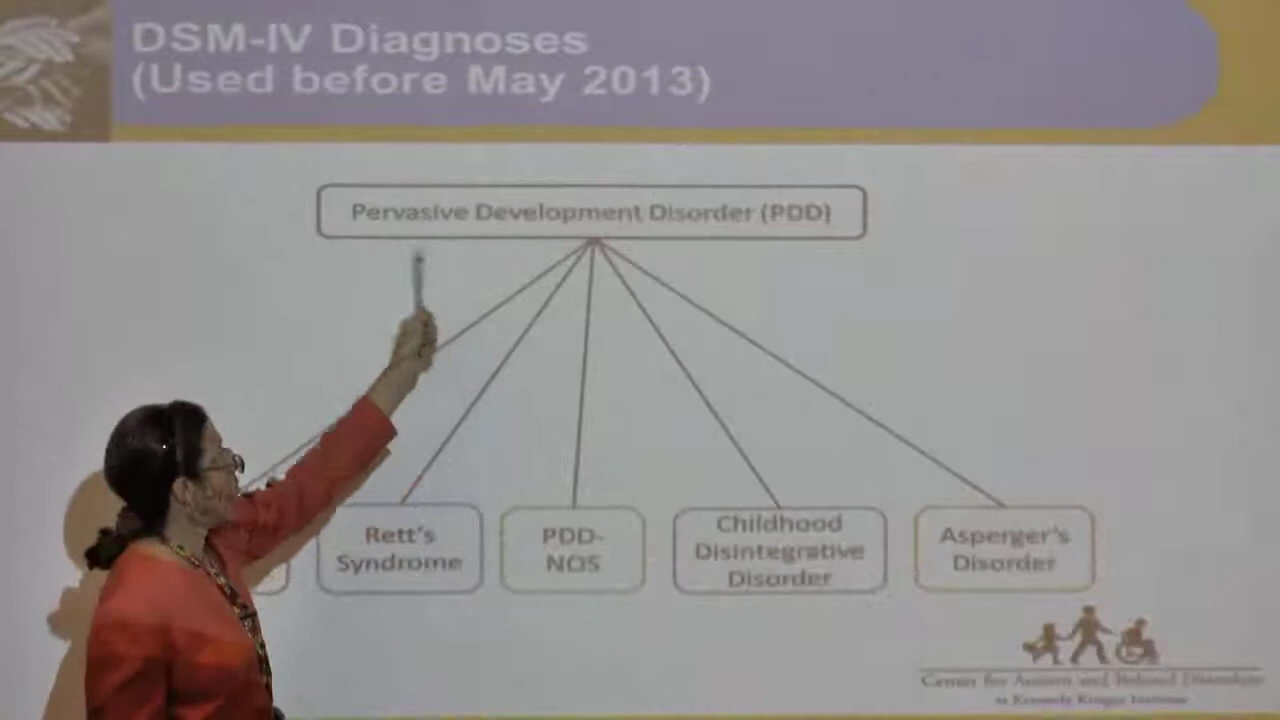 DSM-IV Diagnoses
(Used before May 2013)
Pervasive Development Disorder (PDD)
Rett's
Syndrome
PDD-
NOS
Childhood
Disintegrative
Disorder
Asperger's
Disorder
Center for Autism and Related Disorders
at Kennedy Krieger Institute